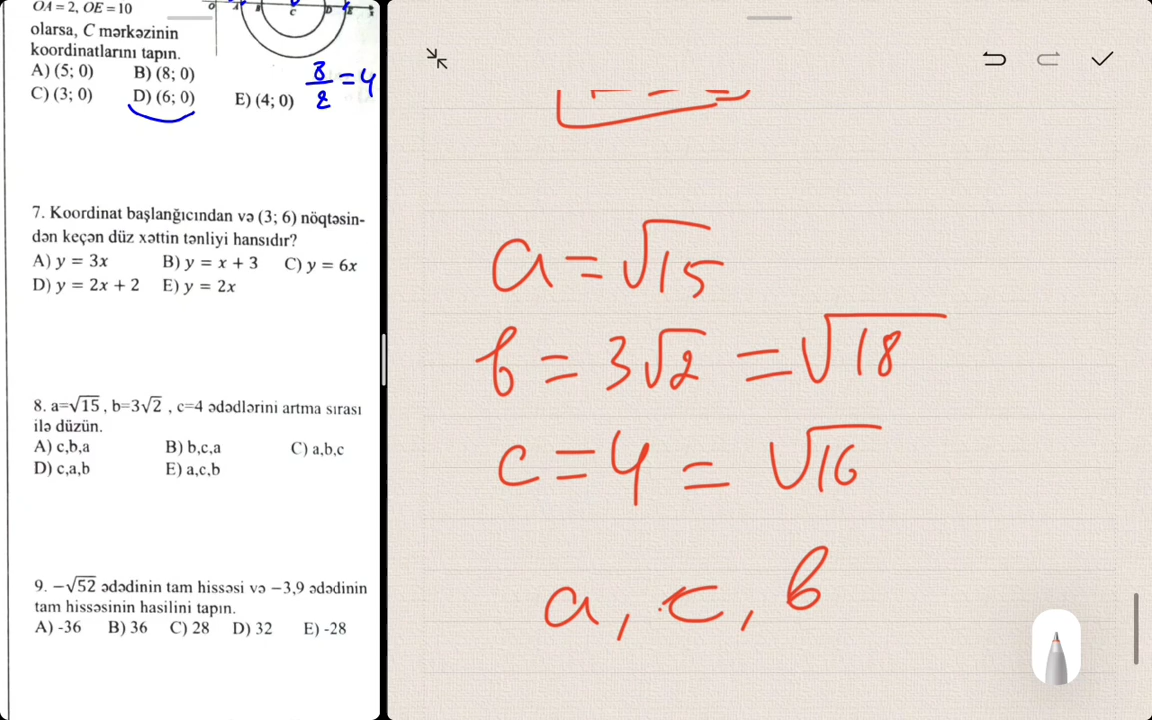 OA = 2, OE = 10
olarsa, C mərkəzinin
koordinatlarını tapın.
A) (5; 0) B) (8; 0)
C) (3; 0) D) (6; 0) E) (4; 0)
8/2 = 4
O A B C D E x
7. Koordinat başlanğıcından və (3; 6) nöqtəsin-
dən keçən düz xəttin tənliyi hansıdır?
A) y = 3x B) y = x + 3 C) y = 6x
D) y = 2x + 2 E) y = 2x
8. a=√15 , b=3√2 , c=4 ədədlərini artma sırası
ilə düzün.
A) c,b,a B) b,c,a C) a,b,c
D) c,a,b E) a,c,b
9. −√52 ədədinin tam hissəsi və −3,9 ədədinin
tam hissəsinin hasilini tapın.
A) -36 B) 36 C) 28 D) 32 E) -28
a = √15
b = 3√2 = √18
c = 4 = √16
a, c, b